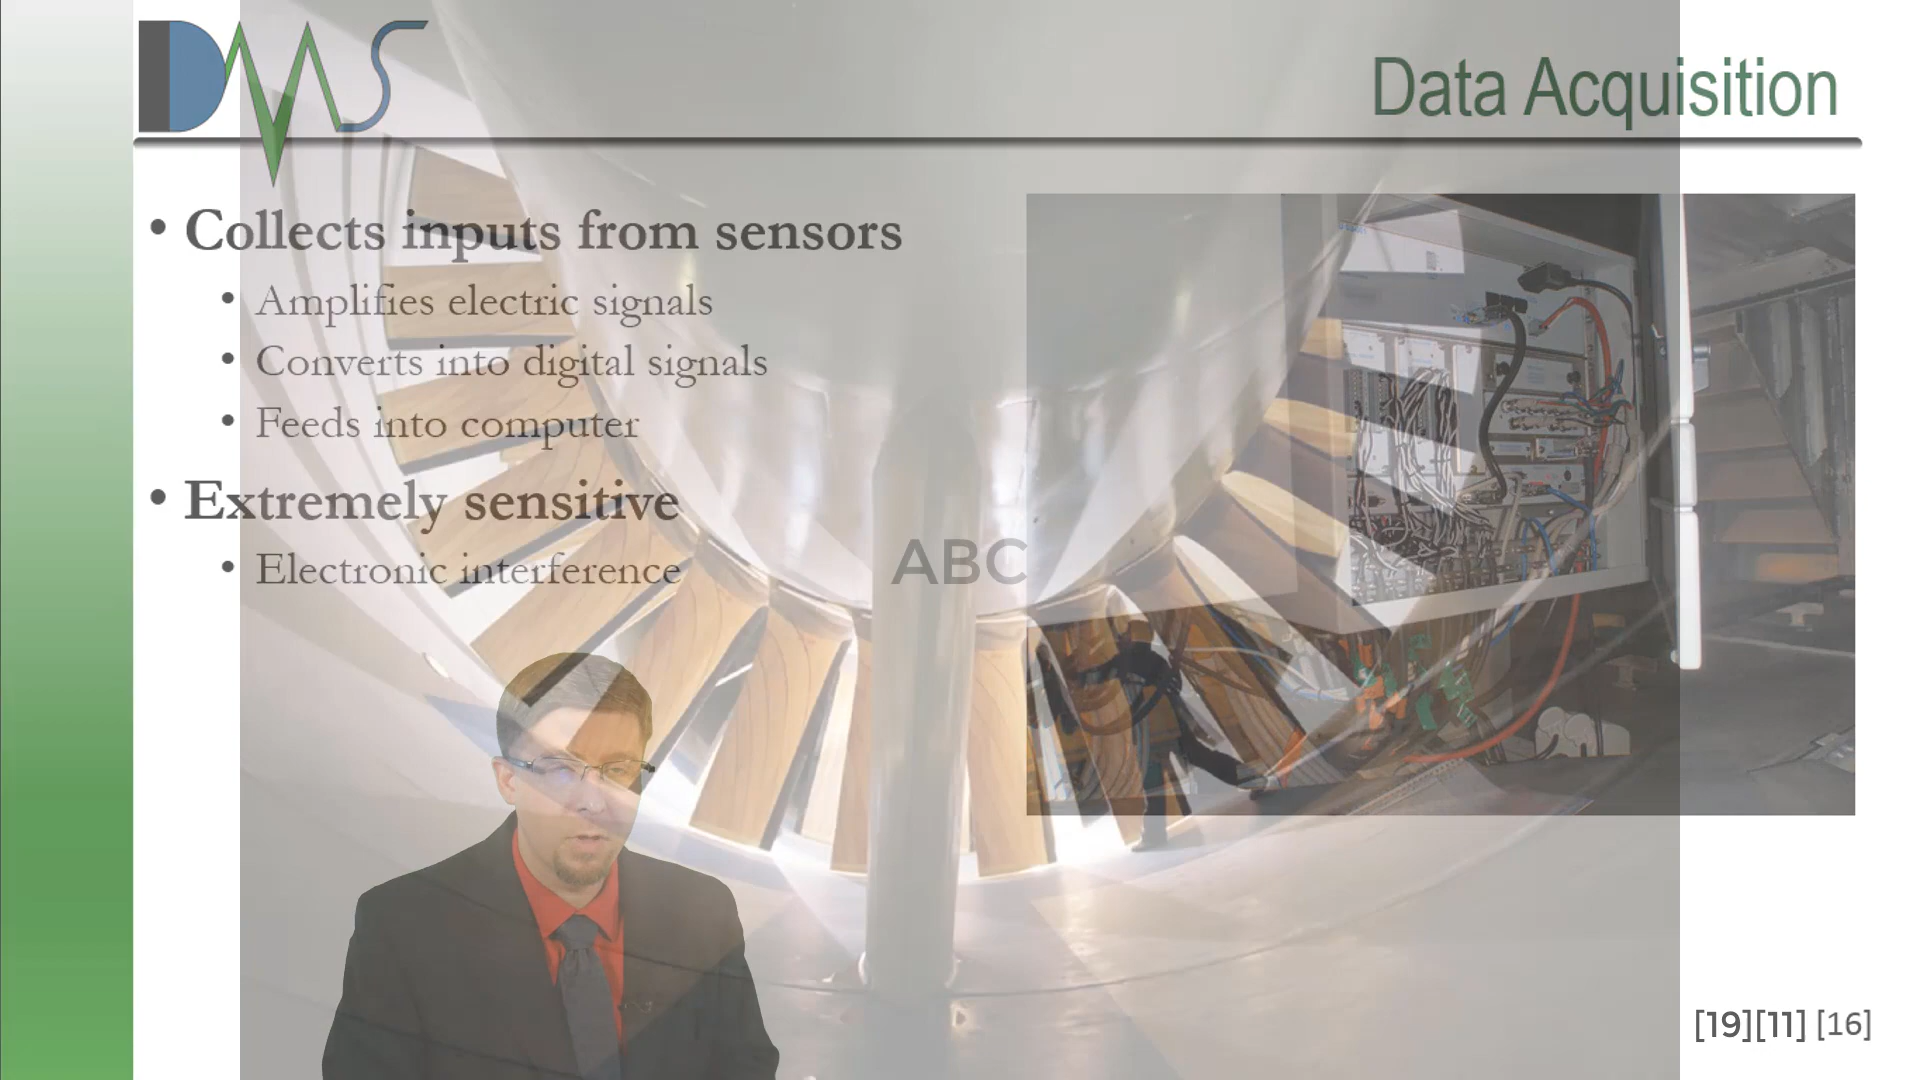 DMS
Data Acquisition
• Collects inputs from sensors
• Amplifies electric signals
• Converts into digital signals
• Feeds into computer
• Extremely sensitive
• Electronic interference
ABC
[19][11] [16]